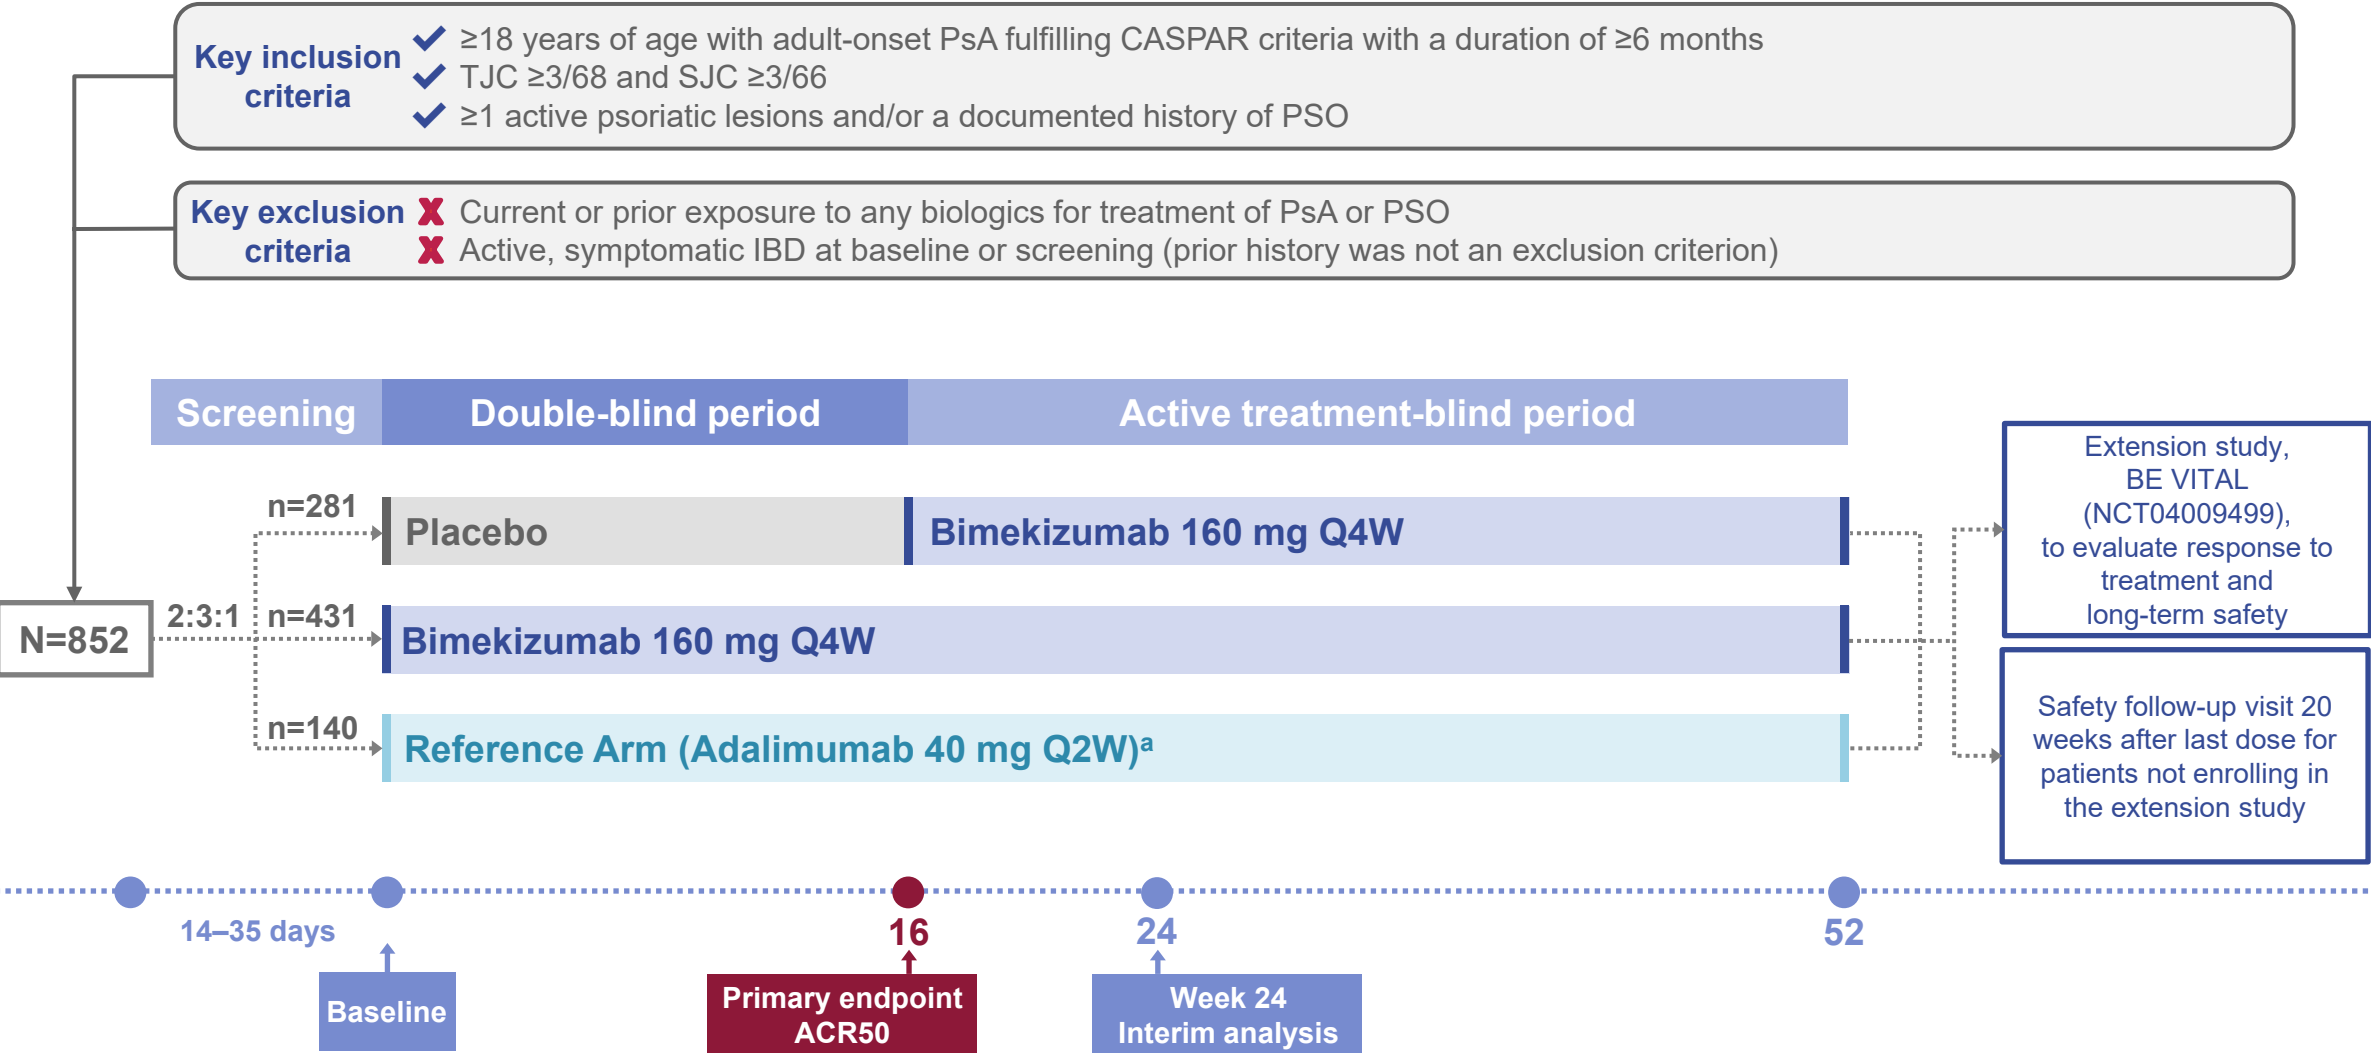 Key inclusion
criteria
≥18 years of age with adult-onset PsA fulfilling CASPAR criteria with a duration of ≥6 months
TJC ≥3/68 and SJC ≥3/66
≥1 active psoriatic lesions and/or a documented history of PSO
Key exclusion
criteria
Current or prior exposure to any biologics for treatment of PsA or PSO
Active, symptomatic IBD at baseline or screening (prior history was not an exclusion criterion)
Screening
Double-blind period
Active treatment-blind period
N=852
2:3:1
n=281
Placebo
Bimekizumab 160 mg Q4W
n=431
Bimekizumab 160 mg Q4W
n=140
Reference Arm (Adalimumab 40 mg Q2W)ᵃ
Extension study,
BE VITAL
(NCT04009499),
to evaluate response to
treatment and
long-term safety
Safety follow-up visit 20
weeks after last dose for
patients not enrolling in
the extension study
14–35 days
16
24
52
Baseline
Primary endpoint
ACR50
Week 24
Interim analysis